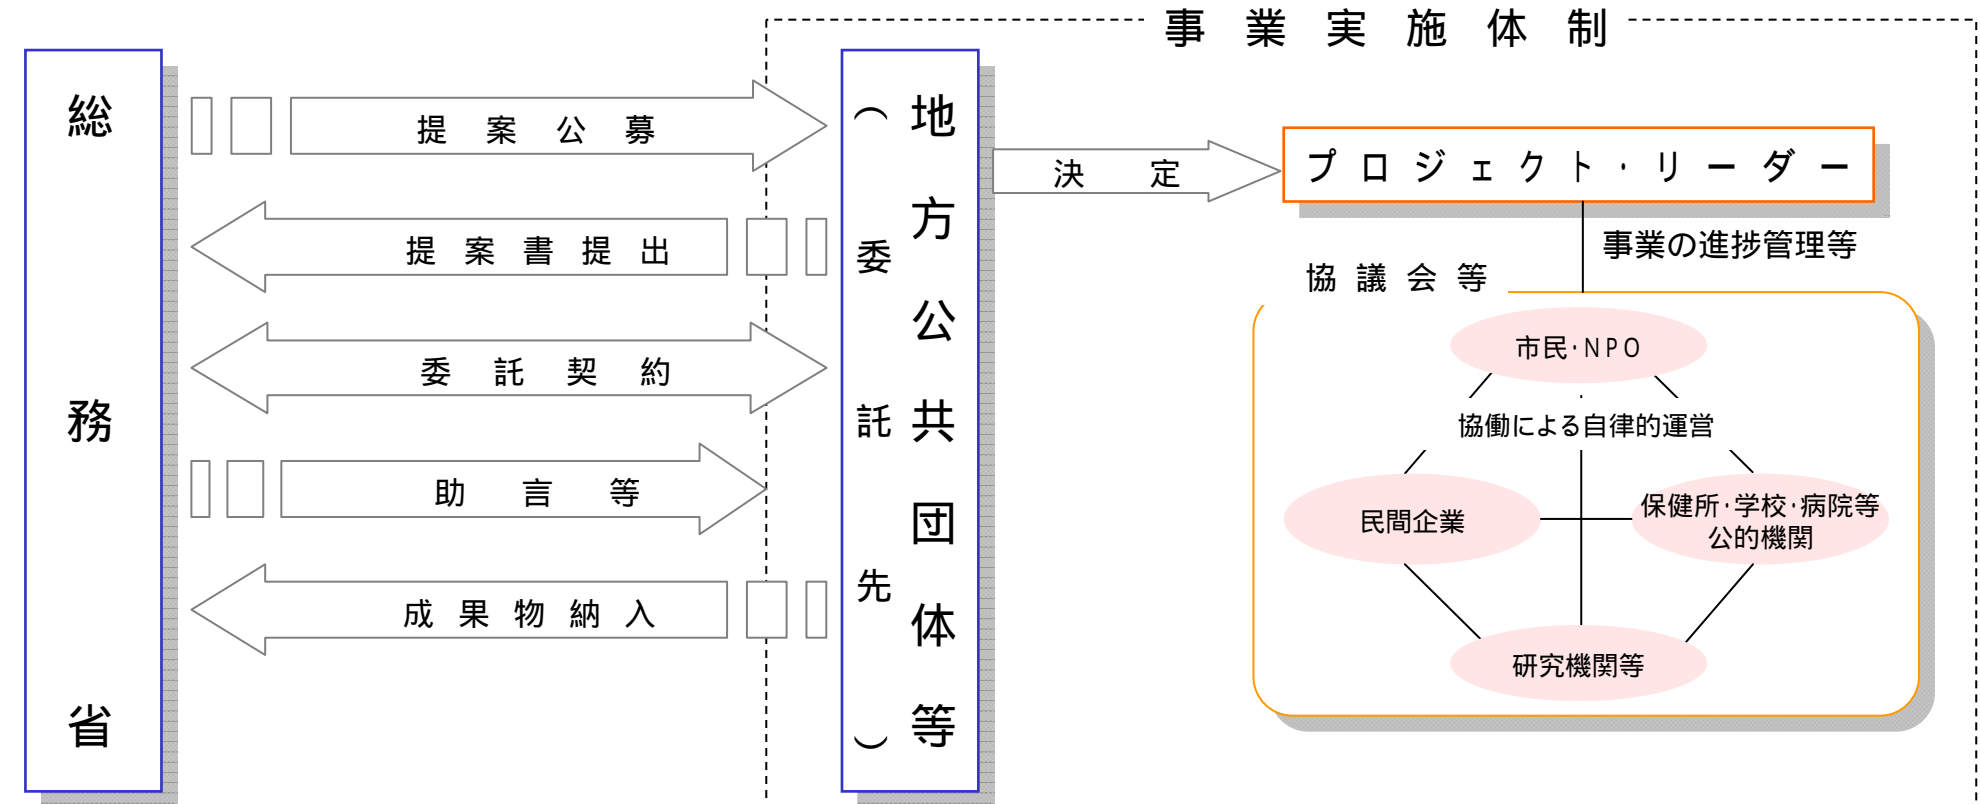 事業実施体制
総務省
提案公募
提案書提出
委託契約
助言等
成果物納入
地方公共団体等
（委託先）
決定
プロジェクト・リーダー
事業の進捗管理等
協議会等
市民・NPO
協働による自律的運営
民間企業
保健所・学校・病院等
公的機関
研究機関等